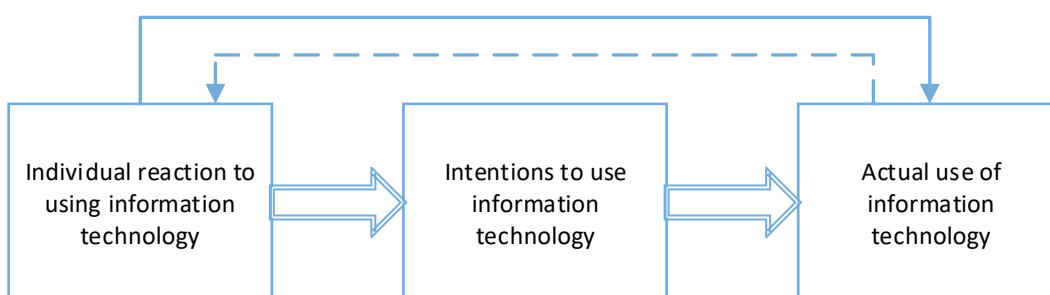 Individual reaction to
using information
technology
Intentions to use
information
technology
Actual use of
information
technology